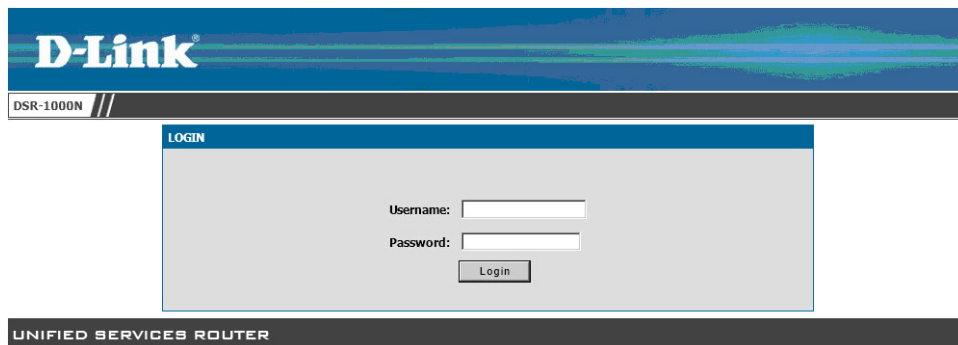 D-Link®
DSR-1000N
LOGIN
Username:
Password:
Login
UNIFIED SERVICES ROUTER